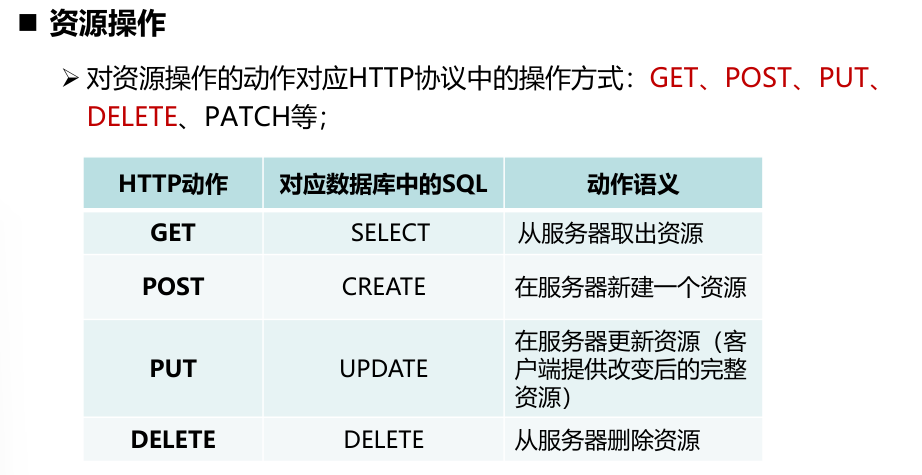 ■ 资源操作
➢ 对资源操作的动作对应HTTP协议中的操作方式：GET、POST、PUT、
DELETE、PATCH等；
HTTP动作 对应数据库中的SQL 动作语义
GET SELECT 从服务器取出资源
POST CREATE 在服务器新建一个资源
PUT UPDATE 在服务器更新资源（客
户端提供改变后的完整
资源）
DELETE DELETE 从服务器删除资源